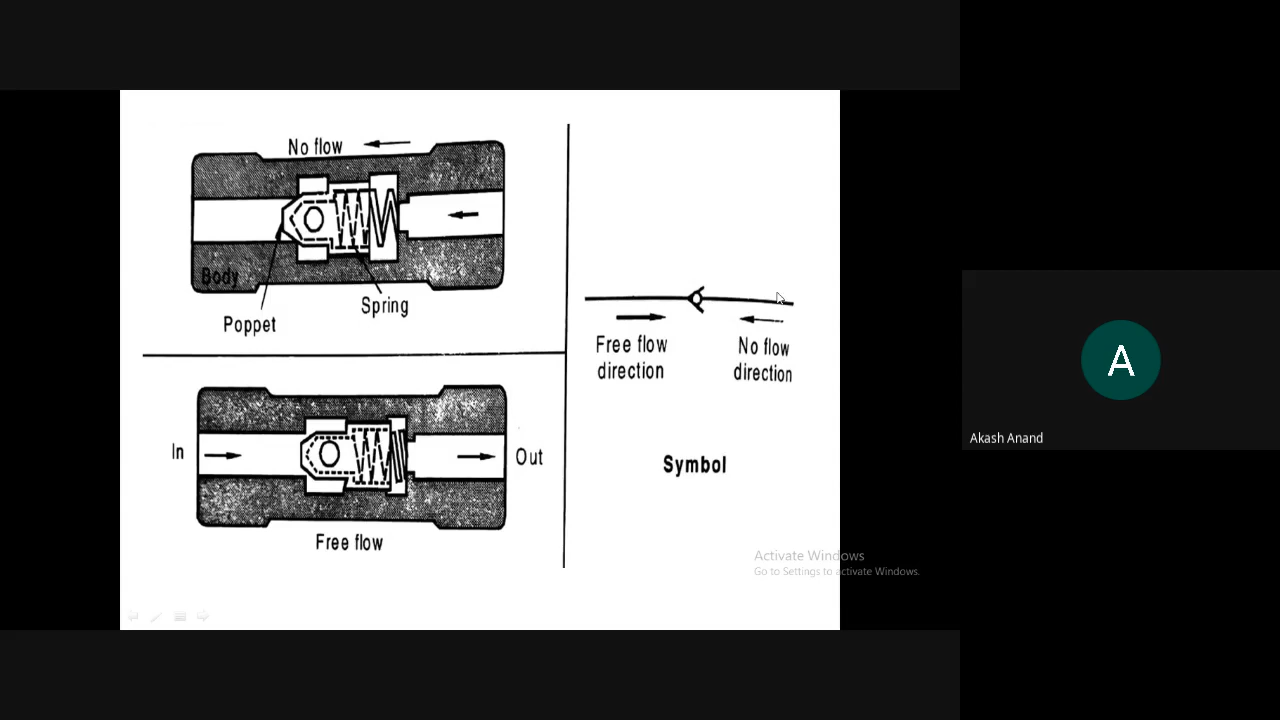 No flow
Body
Poppet
Spring
In
Out
Free flow
Free flow
direction
No flow
direction
Symbol
Activate Windows
Go to Settings to activate Windows.
A
Akash Anand